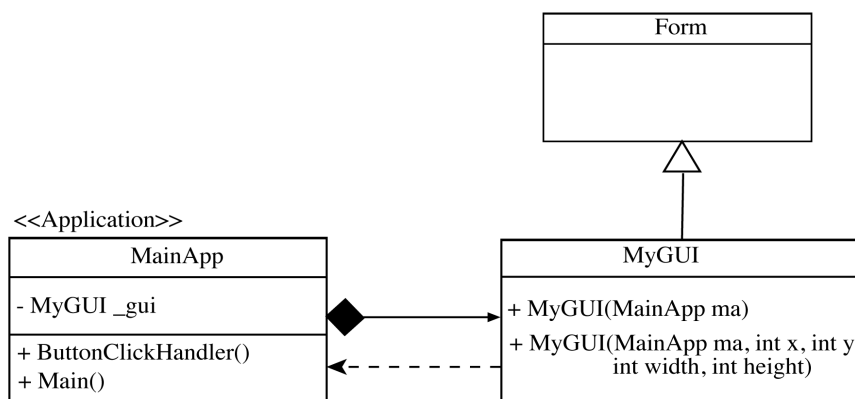 Form
<<Application>>
MainApp
- MyGUI _gui
+ ButtonClickHandler()
+ Main()
MyGUI
+ MyGUI(MainApp ma)
+ MyGUI(MainApp ma, int x, int y
int width, int height)